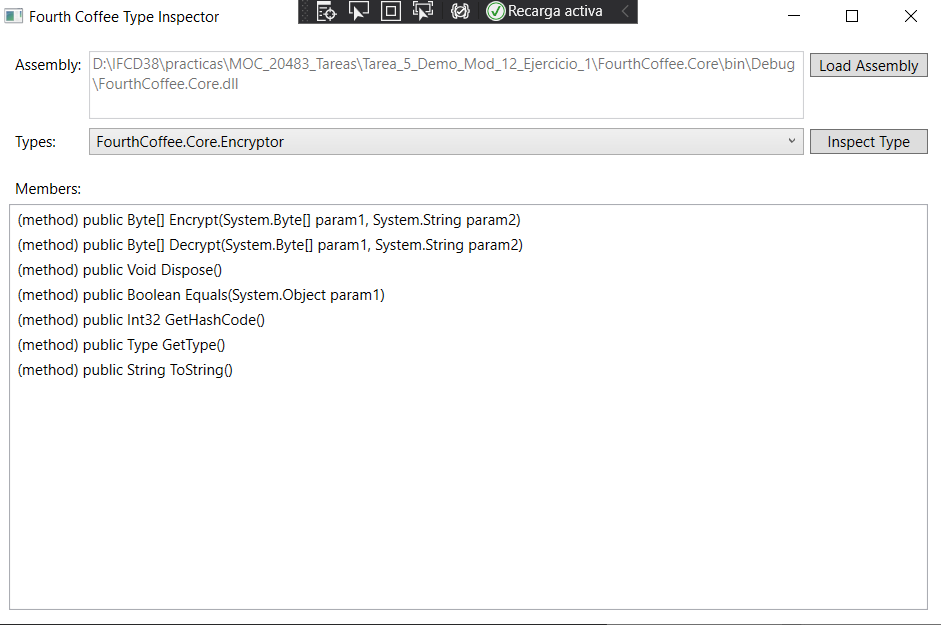 Fourth Coffee Type Inspector
Recarga activa
Assembly:
D:\IFCD38\practicas\MOC_20483_Tareas\Tarea_5_Demo_Mod_12_Ejercicio_1\FourthCoffee.Core\bin\Debug
\FourthCoffee.Core.dll
Load Assembly
Types:
FourthCoffee.Core.Encryptor
Inspect Type
Members:
(method) public Byte[] Encrypt(System.Byte[] param1, System.String param2)
(method) public Byte[] Decrypt(System.Byte[] param1, System.String param2)
(method) public Void Dispose()
(method) public Boolean Equals(System.Object param1)
(method) public Int32 GetHashCode()
(method) public Type GetType()
(method) public String ToString()